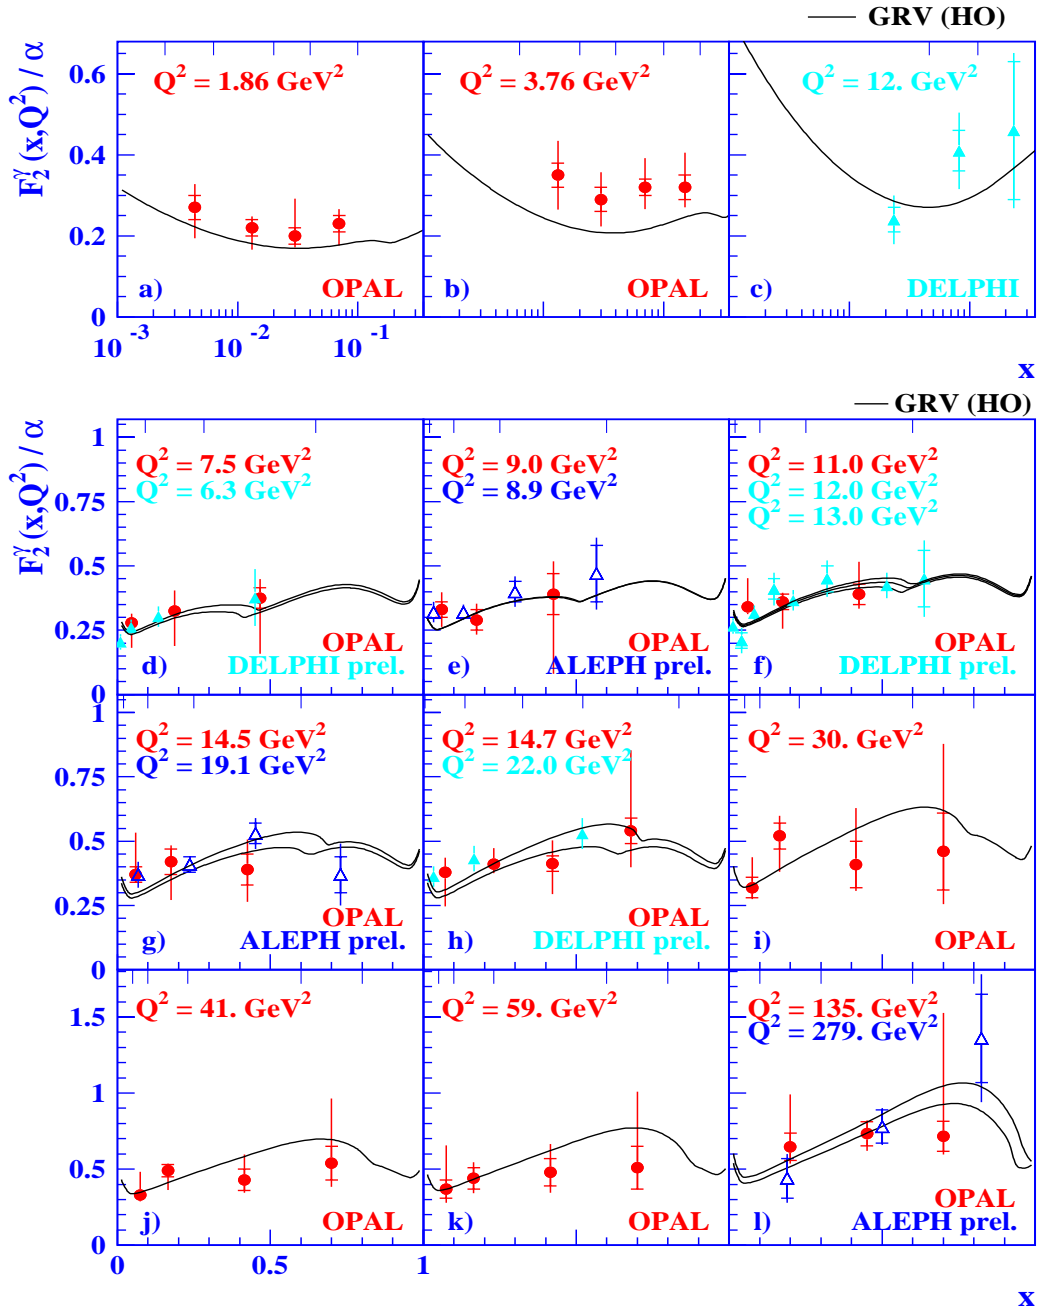 GRV (HO)
F₂^γ(x,Q²) / α
0.6
0.4
0.2
0
Q² = 1.86 GeV²
a)
OPAL
Q² = 3.76 GeV²
b)
OPAL
Q² = 12. GeV²
c)
DELPHI
10⁻³
10⁻²
10⁻¹
x
GRV (HO)
F₂^γ(x,Q²) / α
1
0.75
0.5
0.25
0
Q² = 7.5 GeV²
Q² = 6.3 GeV²
OPAL
d)
DELPHI prel.
Q² = 9.0 GeV²
Q² = 8.9 GeV²
OPAL
e)
ALEPH prel.
Q² = 11.0 GeV²
Q² = 12.0 GeV²
Q² = 13.0 GeV²
OPAL
f)
DELPHI prel.
1
0.75
0.5
0.25
0
Q² = 14.5 GeV²
Q² = 19.1 GeV²
OPAL
g)
ALEPH prel.
Q² = 14.7 GeV²
Q² = 22.0 GeV²
OPAL
h)
DELPHI prel.
Q² = 30. GeV²
i)
OPAL
1.5
1
0.5
0
Q² = 41. GeV²
j)
OPAL
Q² = 59. GeV²
k)
OPAL
Q² = 135. GeV²
Q² = 279. GeV²
OPAL
l)
ALEPH prel.
0
0.5
1
x